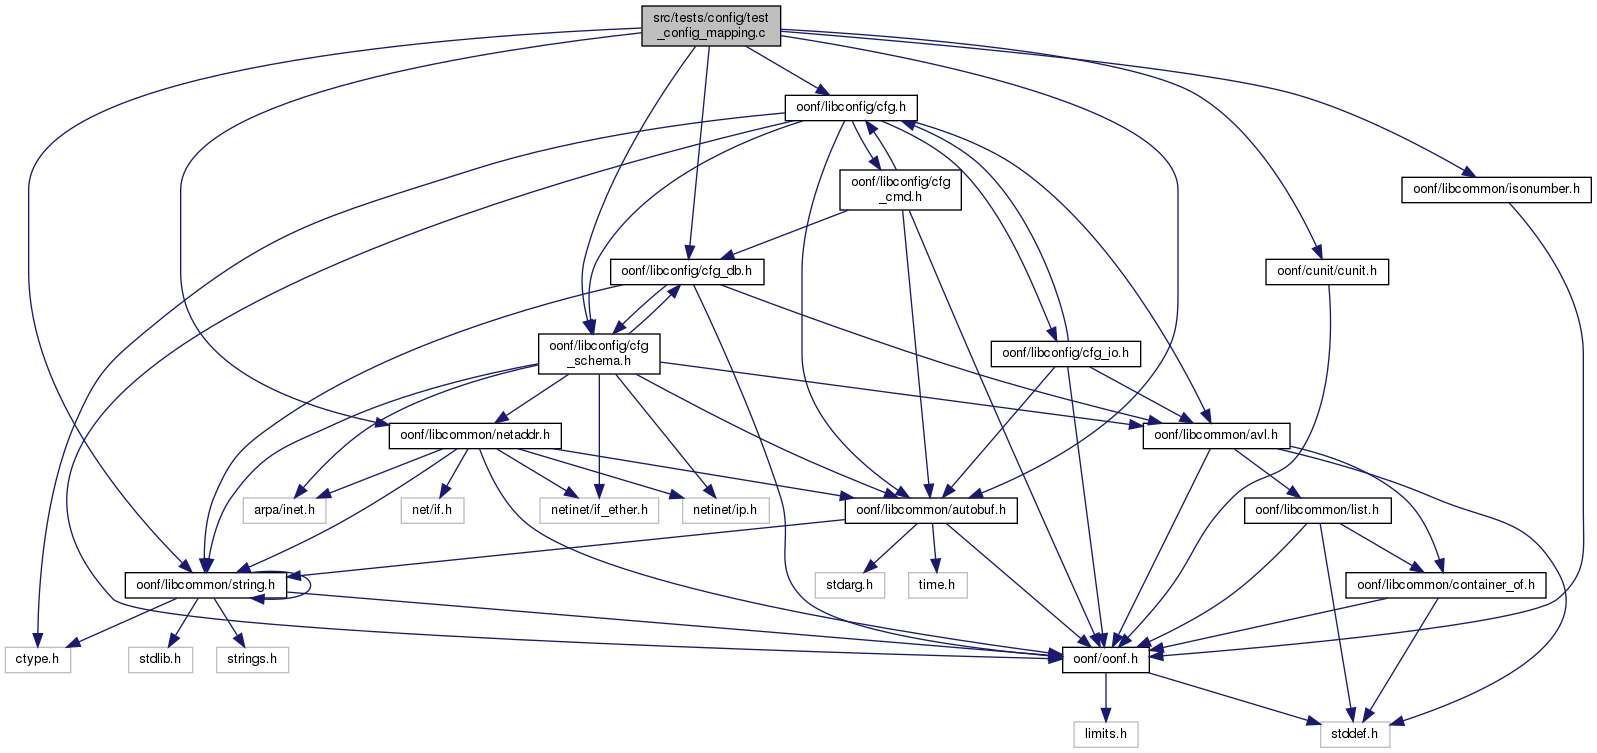 src/tests/config/test
_config_mapping.c
oonf/libconfig/cfg.h
oonf/libconfig/cfg
_cmd.h
oonf/libcommon/isonumber.h
oonf/libconfig/cfg_db.h
oonf/cunit/cunit.h
oonf/libconfig/cfg
_schema.h
oonf/libconfig/cfg_io.h
oonf/libcommon/netaddr.h
oonf/libcommon/avl.h
arpa/inet.h
net/if.h
netinet/if_ether.h
netinet/ip.h
oonf/libcommon/autobuf.h
oonf/libcommon/list.h
oonf/libcommon/string.h
stdarg.h
time.h
oonf/libcommon/container_of.h
ctype.h
stdlib.h
strings.h
oonf/oonf.h
limits.h
stddef.h